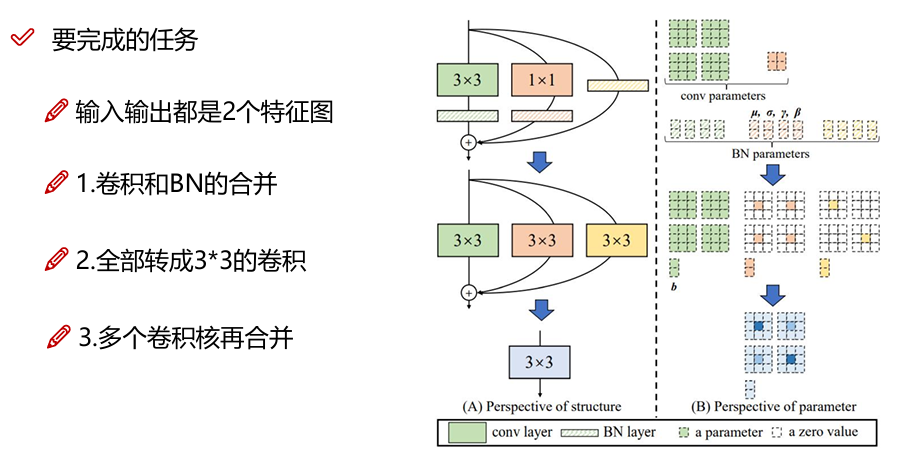 要完成的任务
输入输出都是2个特征图
1.卷积和BN的合并
2.全部转成3*3的卷积
3.多个卷积核再合并
3×3
1×1
3×3
3×3
3×3
3×3
(A) Perspective of structure
conv parameters
μ, σ, γ, β
BN parameters
b
(B) Perspective of parameter
conv layer
BN layer
a parameter
a zero value